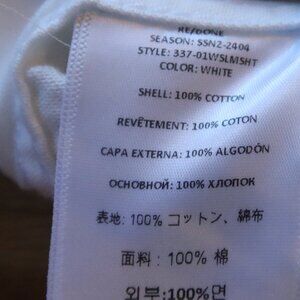 RE/DONE
SEASON: SSN2-2404
STYLE: 337-01WSLMSHT
COLOR: WHITE
SHELL: 100% COTTON
REVÊTEMENT: 100% COTON
CAPA EXTERNA: 100% ALGODÓN
ОСНОВНОЙ: 100% ХЛОПОК
表地: 100% コットン、綿布
面料: 100% 棉
외부:100%면